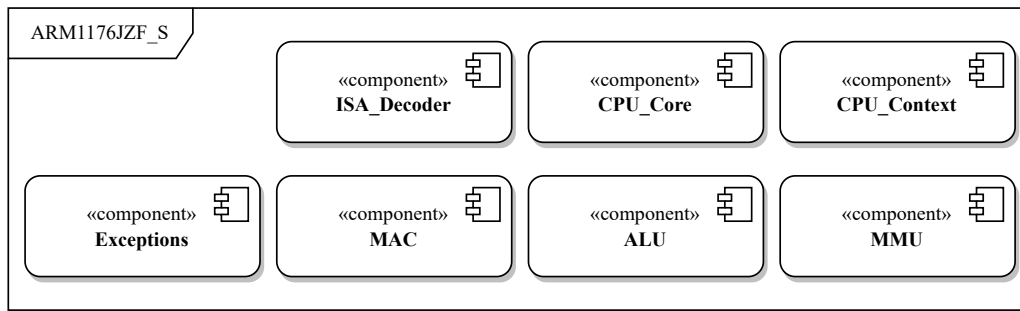 ARM1176JZF_S
«component»
ISA_Decoder
«component»
CPU_Core
«component»
CPU_Context
«component»
Exceptions
«component»
MAC
«component»
ALU
«component»
MMU